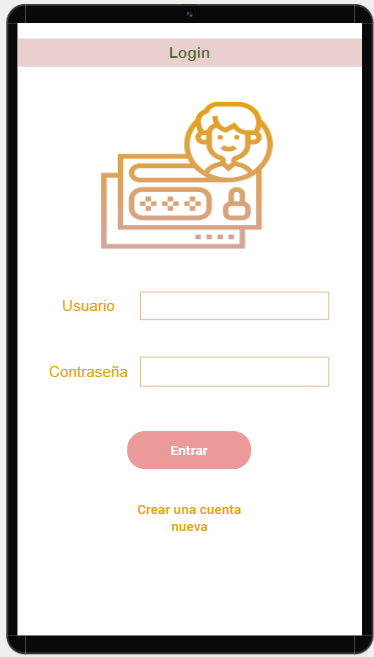 Login
Usuario
Contraseña
Entrar
Crear una cuenta
nueva